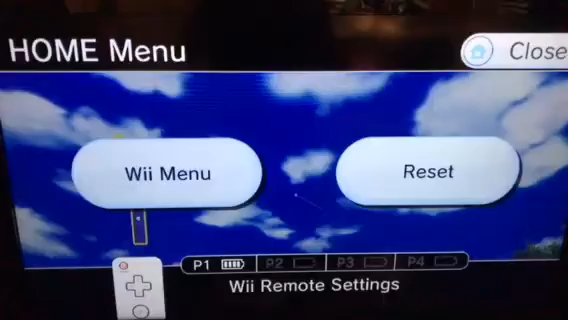 HOME Menu
Close
Wii Menu
Reset
P1 P2 P3 P4
Wii Remote Settings